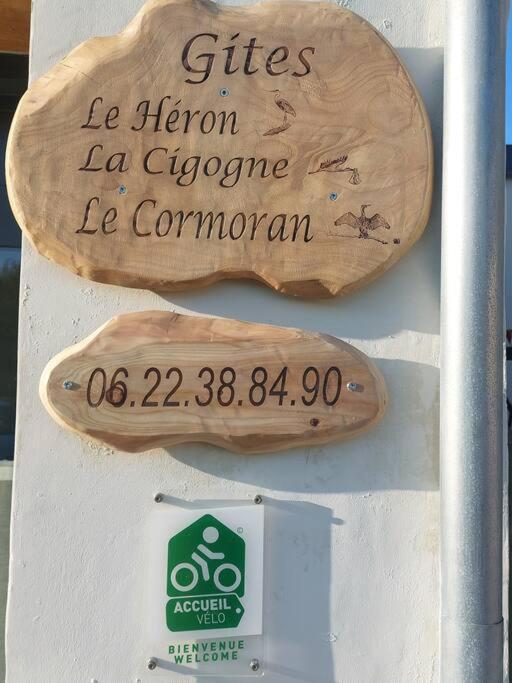 Gîtes
Le Héron
La Cigogne
Le Cormoran
06.22.38.84.90
©
ACCUEIL
VÉLO
BIENVENUE
WELCOME